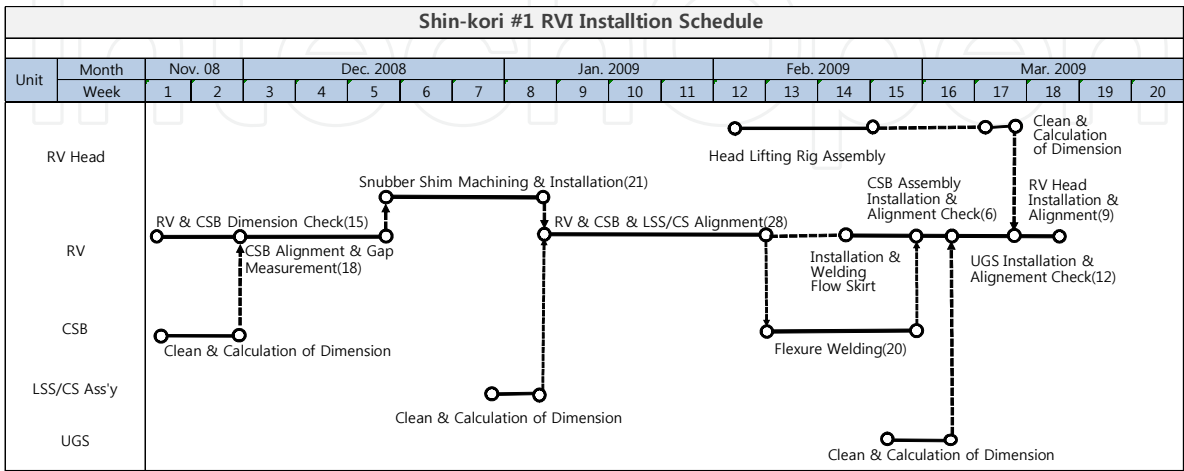 IntechOpen
Shin-kori #1 RVI Installtion Schedule
Unit Month Nov. 08 Dec. 2008 Jan. 2009 Feb. 2009 Mar. 2009
Week 1 2 3 4 5 6 7 8 9 10 11 12 13 14 15 16 17 18 19 20
RV Head
Head Lifting Rig Assembly
Clean &
Calculation
of Dimension
Snubber Shim Machining & Installation(21)
CSB Assembly
Installation &
Alignment Check(6)
RV Head
Installation &
Alignment(9)
RV
RV & CSB Dimension Check(15)
CSB Alignment & Gap
Measurement(18)
RV & CSB & LSS/CS Alignment(28)
Installation &
Welding
Flow Skirt
UGS Installation &
Alignement Check(12)
CSB
Clean & Calculation of Dimension
Flexure Welding(20)
LSS/CS Ass'y
Clean & Calculation of Dimension
UGS
Clean & Calculation of Dimension